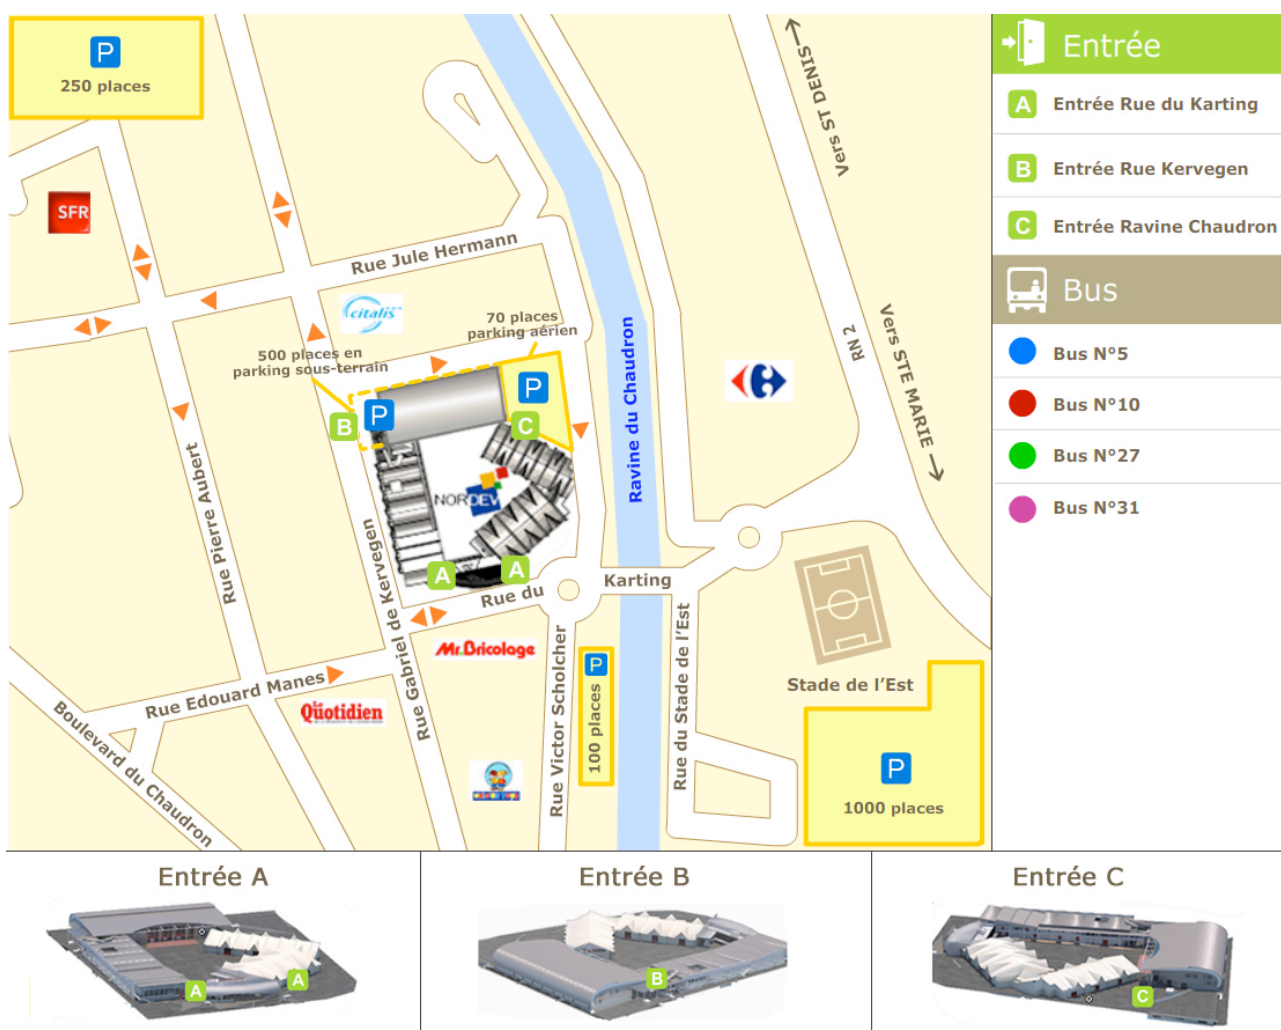 P
250 places
SFR
Rue Jule Hermann
citalis
500 places en
parking sous-terrain
70 places
parking aérien
P
P
B
C
NORDEV
A
A
Rue Pierre Aubert
Rue Gabriel de Kervegen
Rue du
Karting
Ravine du Chaudron
Vers ST DENIS
RN 2
Vers STE MARIE
Mr.Bricolage
Rue Edouard Manes
Le
Quotidien
Boulevard du Chaudron
Rue Victor Scholcher
P
100 places
Rue du Stade de l'Est
Stade de l'Est
P
1000 places
Entrée
A Entrée Rue du Karting
B Entrée Rue Kervegen
C Entrée Ravine Chaudron
Bus
Bus N°5
Bus N°10
Bus N°27
Bus N°31
Entrée A
A
A
Entrée B
B
Entrée C
C